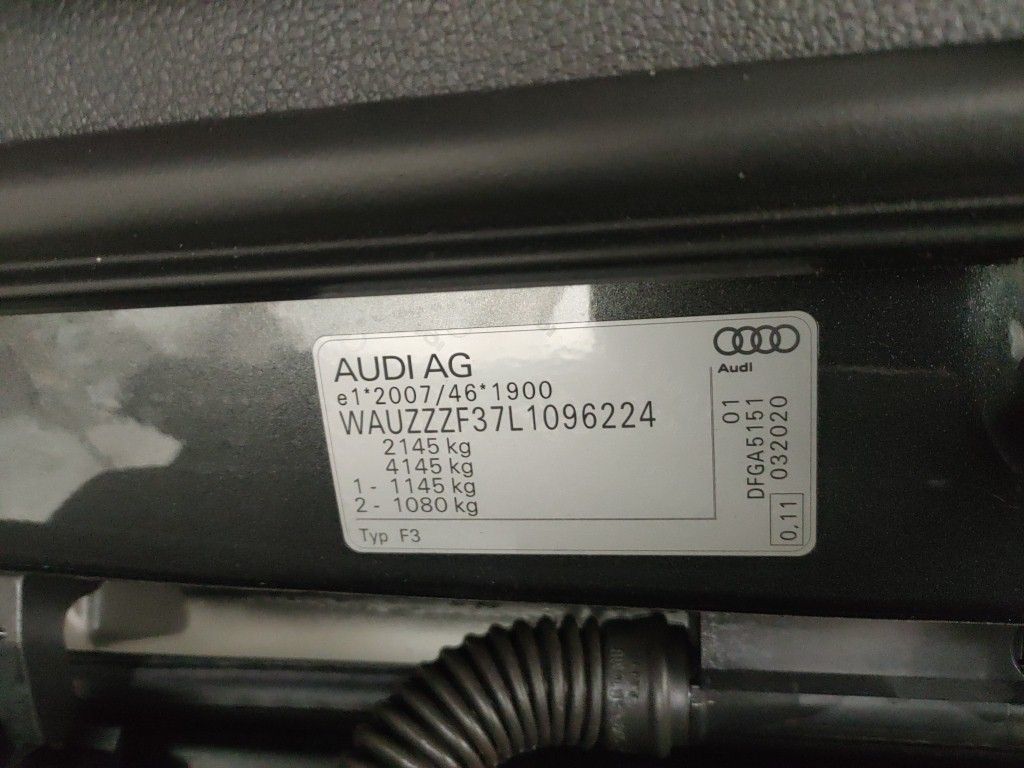 AUDI AG
e1*2007/46*1900
WAUZZZF37L1096224
2145 kg
4145 kg
1 - 1145 kg
2 - 1080 kg
Typ F3
Audi
01
DFGA5151
0,11 032020